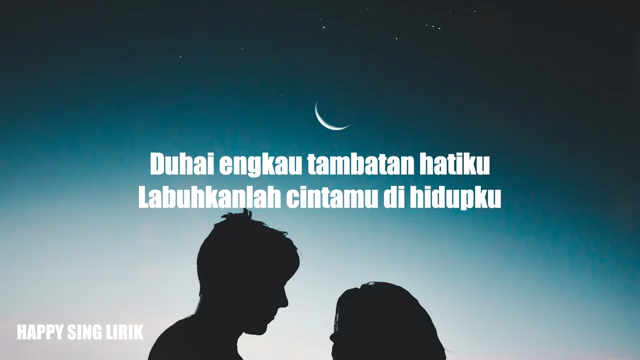 Duhai engkau tambatan hatiku
Labuhkanlah cintamu di hidupku
HAPPY SING LIRIK